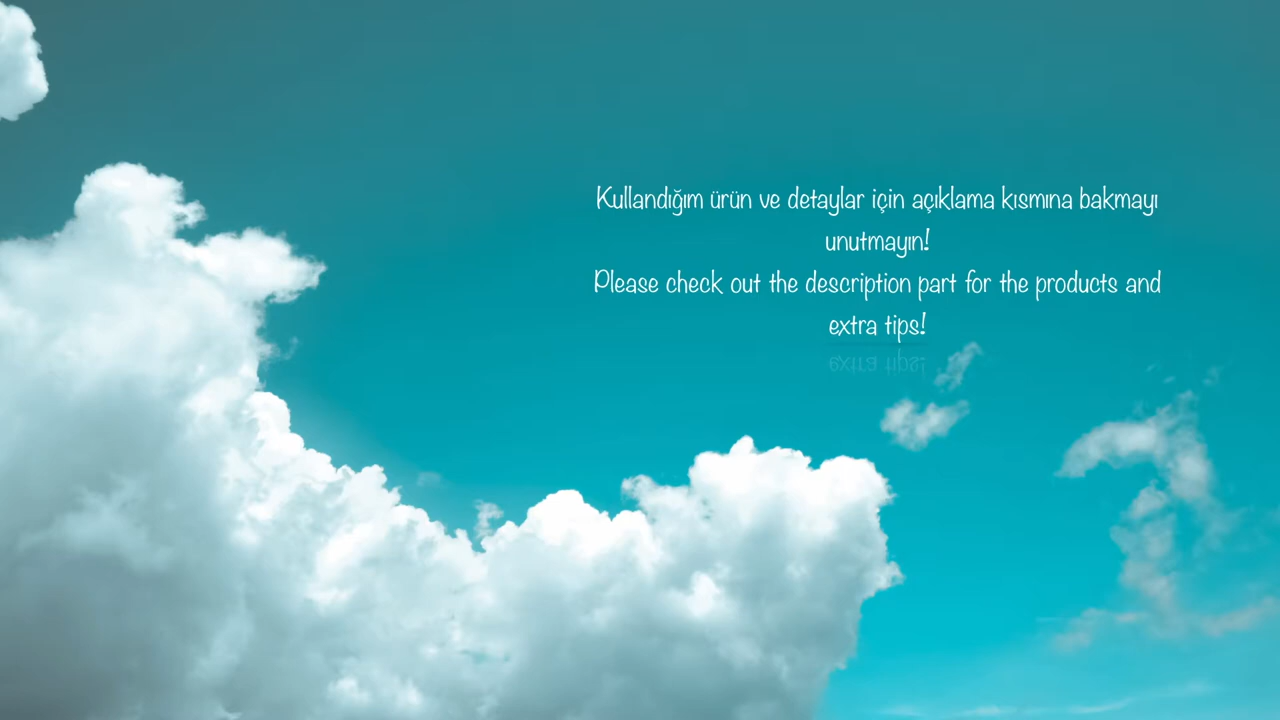 Kullandığım ürün ve detaylar için açıklama kısmına bakmayı
unutmayın!
Please check out the description part for the products and
extra tips!